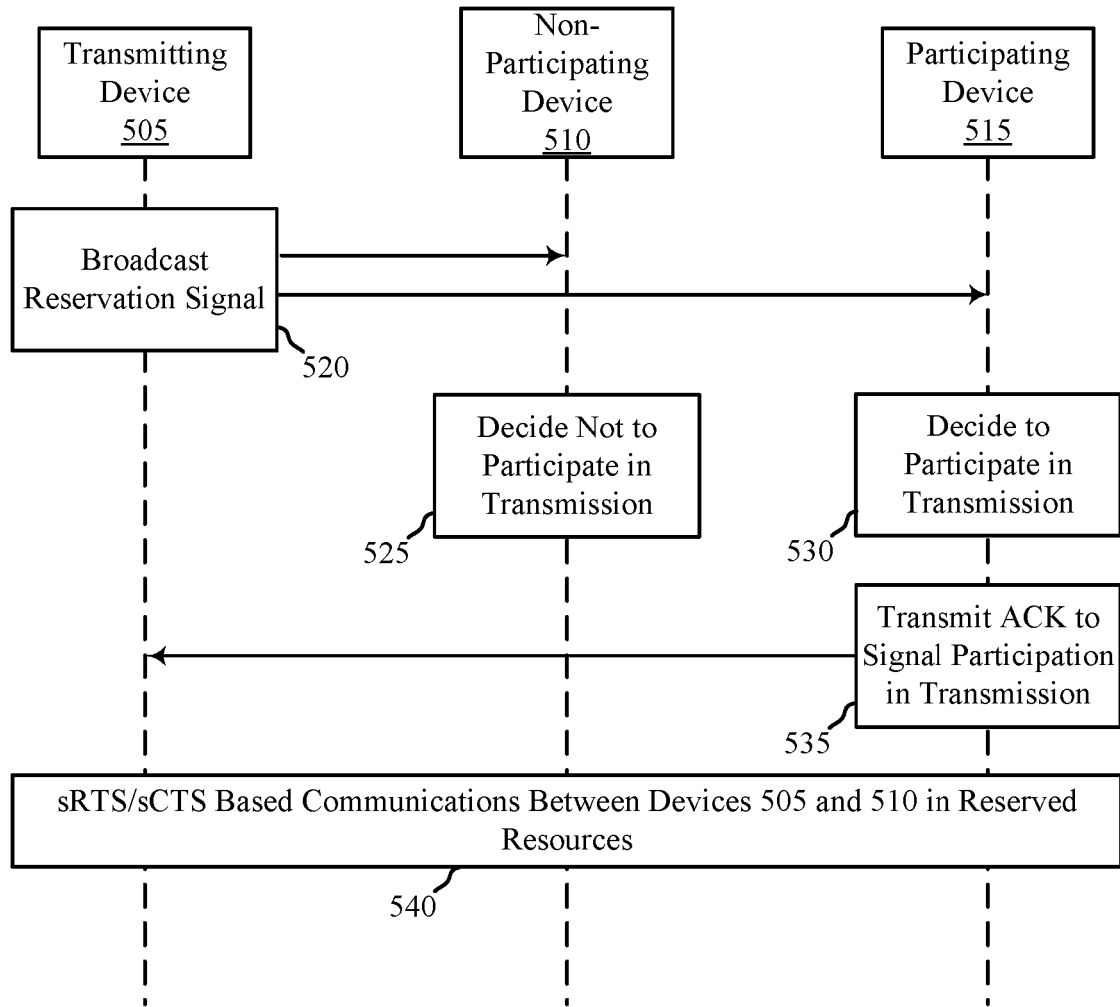 Transmitting
Device
505
Non-
Participating
Device
510
Participating
Device
515
Broadcast
Reservation Signal
520
Decide Not to
Participate in
Transmission
525
Decide to
Participate in
Transmission
530
Transmit ACK to
Signal Participation
in Transmission
535
sRTS/sCTS Based Communications Between Devices 505 and 510 in Reserved
Resources
540